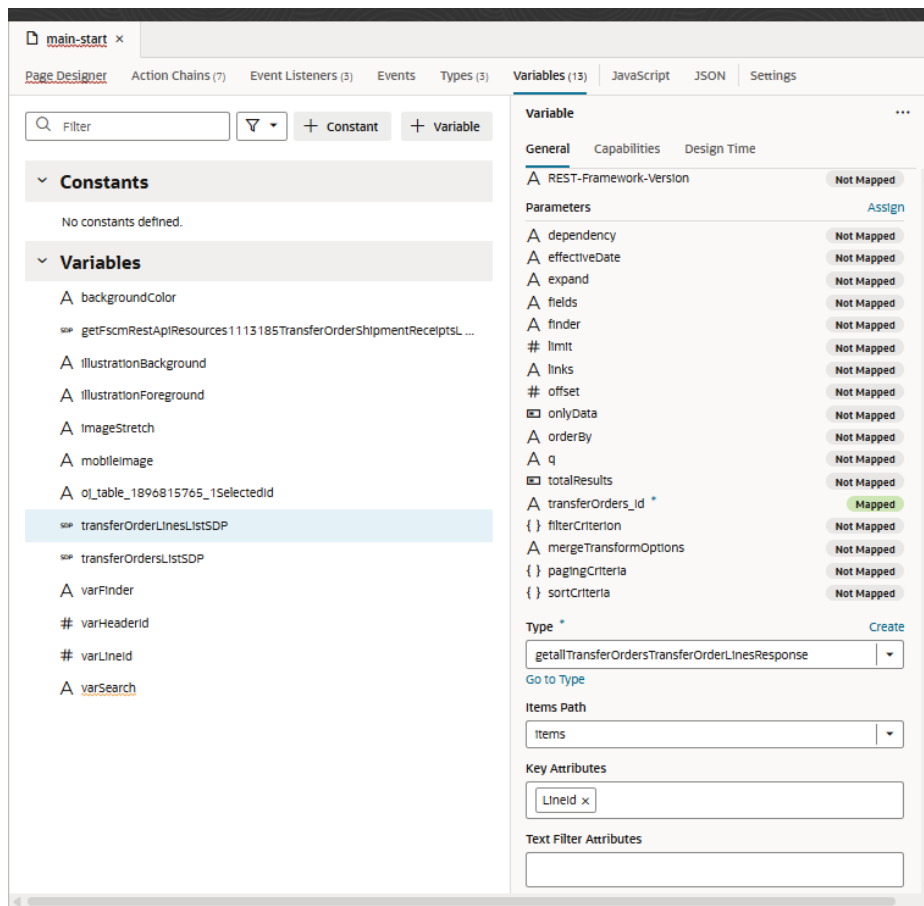 main-start ×
Page Designer Action Chains (7) Event Listeners (3) Events Types (3) Variables (13) JavaScript JSON Settings
Filter
+ Constant
+ Variable
Constants
No constants defined.
Variables
backgroundColor
SDP getFscmRestApiResources1113185TransferOrderShipmentReceiptsL ...
illustrationBackground
illustrationForeground
imageStretch
mobileImage
oj_table_1896815765_1SelectedId
SDP transferOrderLinesListSDP
SDP transferOrdersListSDP
varFinder
# varHeaderId
# varLineId
varSearch
Variable ...
General Capabilities Design Time
A REST-Framework-Version Not Mapped
Parameters Assign
A dependency Not Mapped
A effectiveDate Not Mapped
A expand Not Mapped
A fields Not Mapped
A finder Not Mapped
# limit Not Mapped
A links Not Mapped
# offset Not Mapped
onlyData Not Mapped
A orderBy Not Mapped
A q Not Mapped
totalResults Not Mapped
A transferOrders_Id * Mapped
{ } filterCriterion Not Mapped
A mergeTransformOptions Not Mapped
{ } pagingCriteria Not Mapped
{ } sortCriteria Not Mapped
Type * Create
getallTransferOrdersTransferOrderLinesResponse
Go to Type
Items Path
items
Key Attributes
LineId ×
Text Filter Attributes